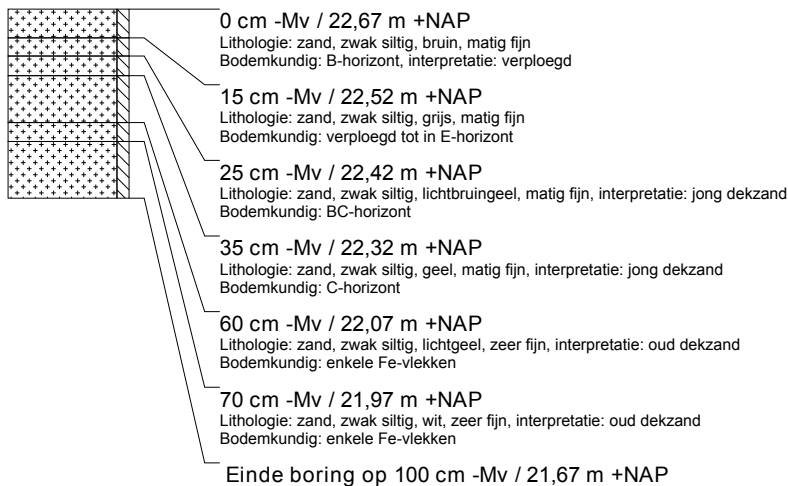 0 cm -Mv / 22,67 m +NAP
Lithologie: zand, zwak siltig, bruin, matig fijn
Bodemkundig: B-horizont, interpretatie: verploegd
15 cm -Mv / 22,52 m +NAP
Lithologie: zand, zwak siltig, grijs, matig fijn
Bodemkundig: verploegd tot in E-horizont
25 cm -Mv / 22,42 m +NAP
Lithologie: zand, zwak siltig, lichtbruingeel, matig fijn, interpretatie: jong dekzand
Bodemkundig: BC-horizont
35 cm -Mv / 22,32 m +NAP
Lithologie: zand, zwak siltig, geel, matig fijn, interpretatie: jong dekzand
Bodemkundig: C-horizont
60 cm -Mv / 22,07 m +NAP
Lithologie: zand, zwak siltig, lichtgeel, zeer fijn, interpretatie: oud dekzand
Bodemkundig: enkele Fe-vlekken
70 cm -Mv / 21,97 m +NAP
Lithologie: zand, zwak siltig, wit, zeer fijn, interpretatie: oud dekzand
Bodemkundig: enkele Fe-vlekken
Einde boring op 100 cm -Mv / 21,67 m +NAP